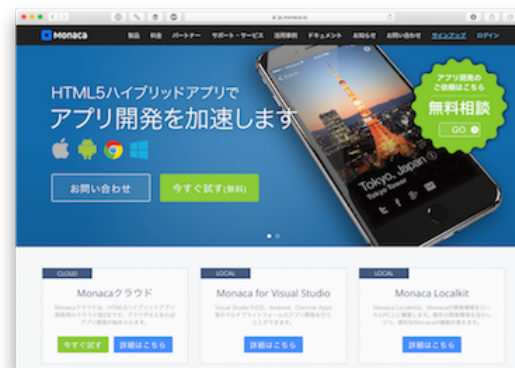 ja.monaca.io
Monaca
製品 料金 パートナー サポート・サービス 活用事例 ドキュメント お知らせ お問い合わせ サインアップ ログイン
HTML5ハイブリッドアプリで
アプリ開発を加速します
お問い合わせ
今すぐ試す(無料)
アプリ開発の
ご依頼はこちら
無料相談
GO
Tokyo, Japan
Tokyo Tower
CLOUD
Monacaクラウド
今すぐ試す
詳細はこちら
LOCAL
Monaca for Visual Studio
詳細はこちら
LOCAL
Monaca Localkit
詳細はこちら